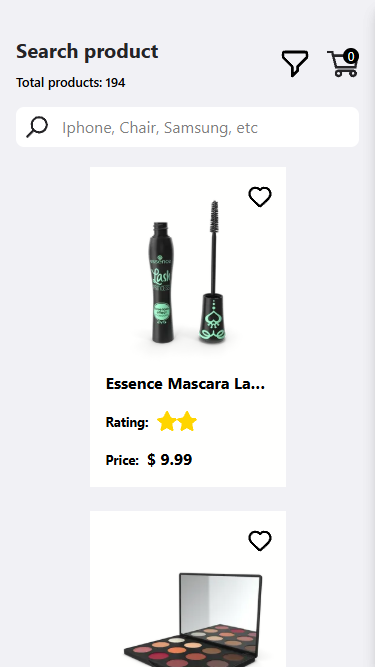 Search product
Total products: 194
0
Iphone, Chair, Samsung, etc
essence
Lash
PRINCESS
Essence Mascara La...
Rating:
Price: $ 9.99